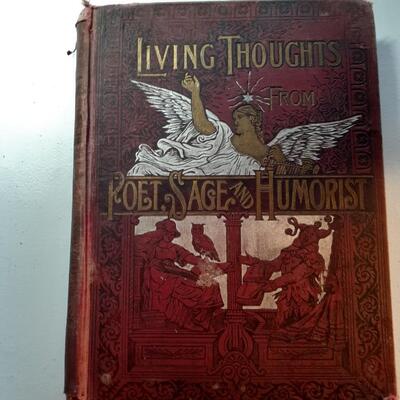 LIVING THOUGHTS
FROM
POET, SAGE AND HUMORIST